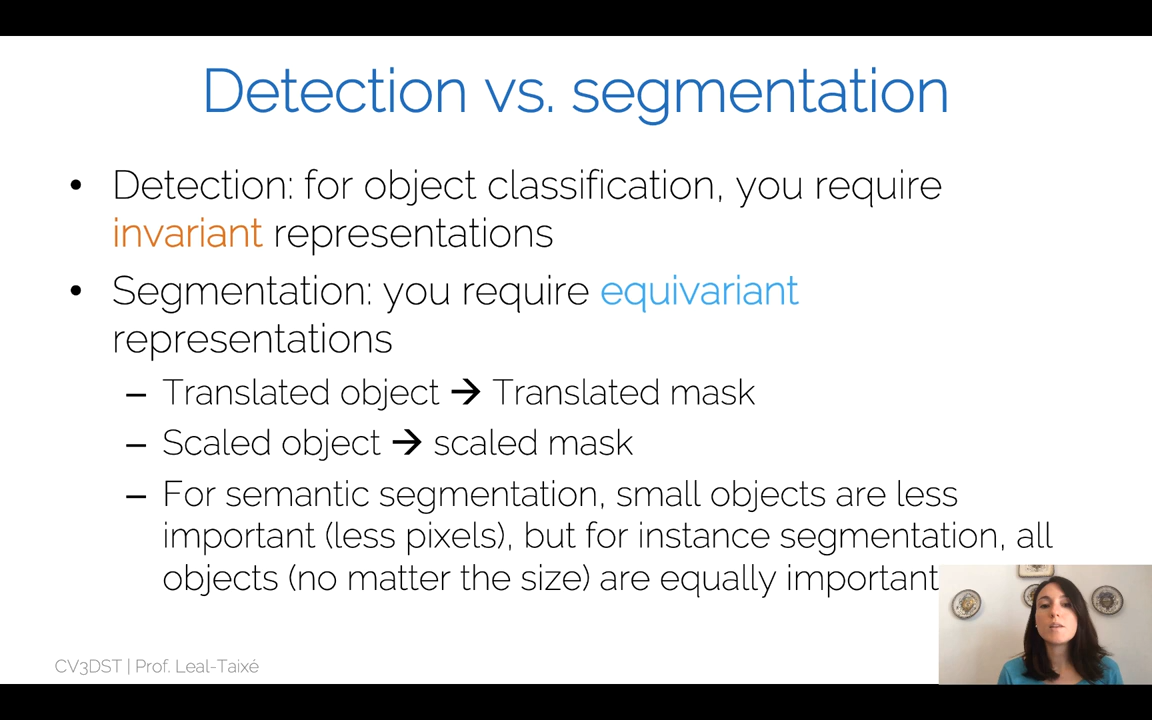 Detection vs. segmentation
• Detection: for object classification, you require
invariant representations
• Segmentation: you require equivariant
representations
– Translated object → Translated mask
– Scaled object → scaled mask
– For semantic segmentation, small objects are less
important (less pixels), but for instance segmentation, all
objects (no matter the size) are equally important
CV3DST | Prof. Leal-Taixé